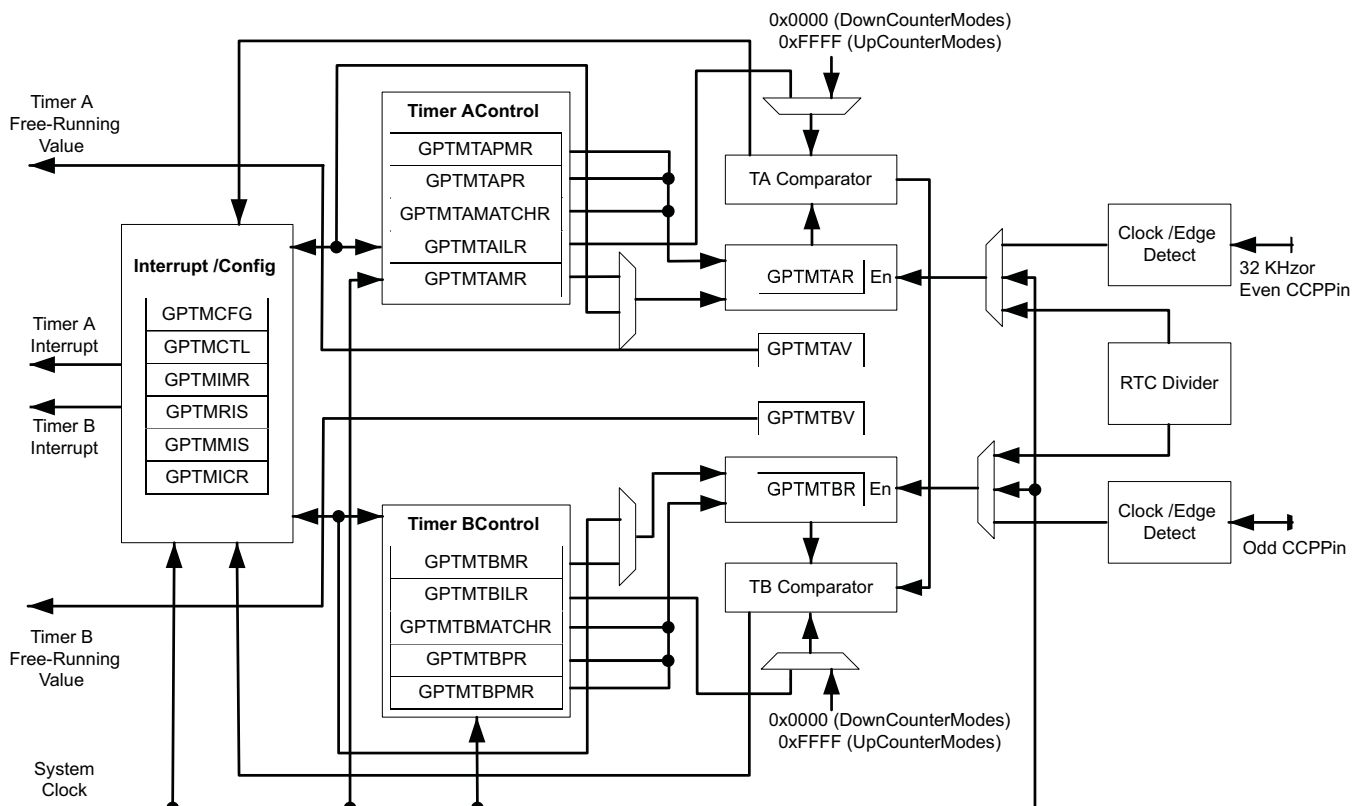 0x0000 (DownCounterModes)
0xFFFF (UpCounterModes)
Timer A
Free-Running
Value
Timer AControl
GPTMTAPMR
GPTMTAPR
GPTMTAMATCHR
GPTMTAILR
GPTMTAMR
TA Comparator
Clock /Edge
Detect
32 KHzor
Even CCPPin
GPTMTAR
En
Interrupt /Config
GPTMCFG
GPTMCTL
GPTMIMR
GPTMRIS
GPTMMIS
GPTMICR
Timer A
Interrupt
Timer B
Interrupt
GPTMTAV
RTC Divider
GPTMTBV
GPTMTBR
En
Clock /Edge
Detect
Odd CCPPin
Timer BControl
GPTMTBMR
GPTMTBILR
GPTMTBMATCHR
GPTMTBPR
GPTMTBPMR
TB Comparator
Timer B
Free-Running
Value
0x0000 (DownCounterModes)
0xFFFF (UpCounterModes)
System
Clock